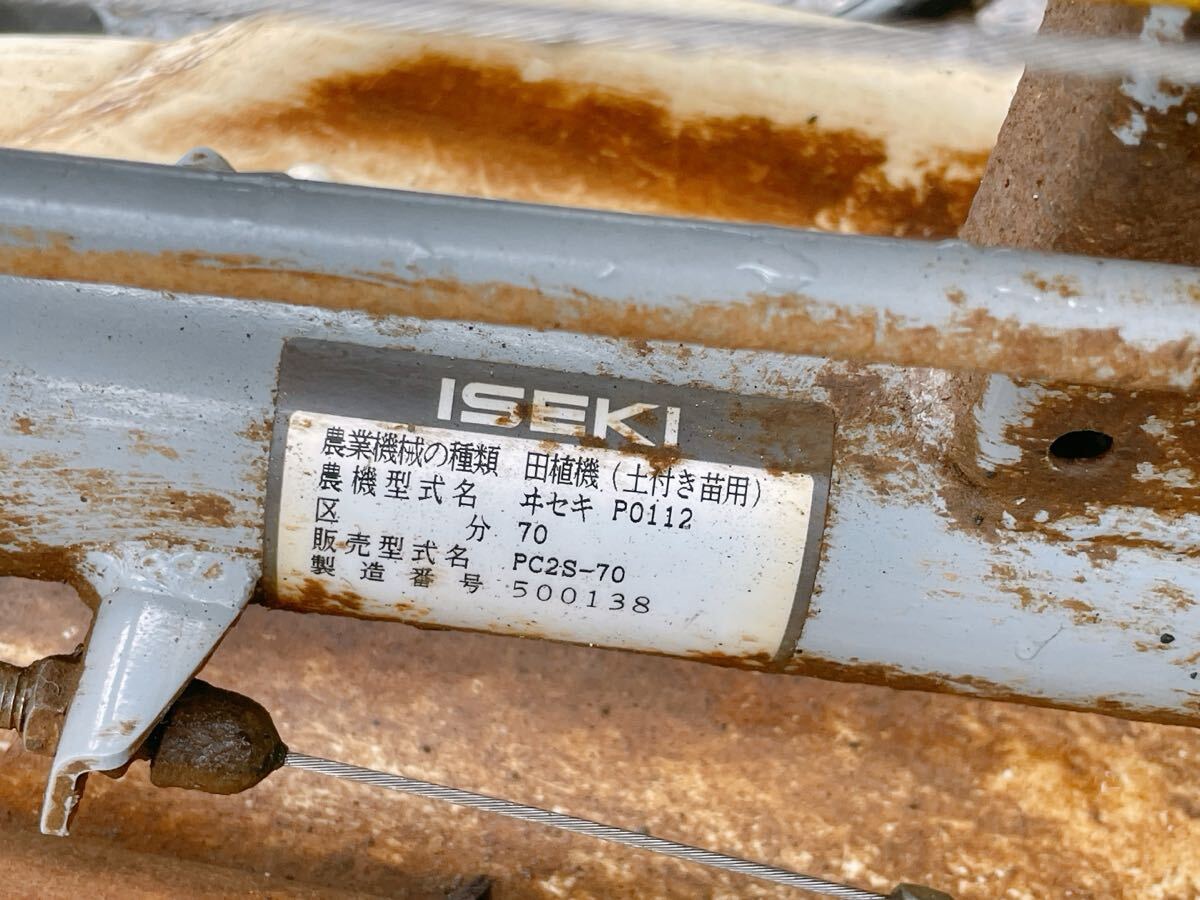 ISEKI
農業機械の種類 田植機(土付き苗用)
農機型式名 ヰセキ P0112
区分 70
販売型式名 PC2S-70
製造番号 500138